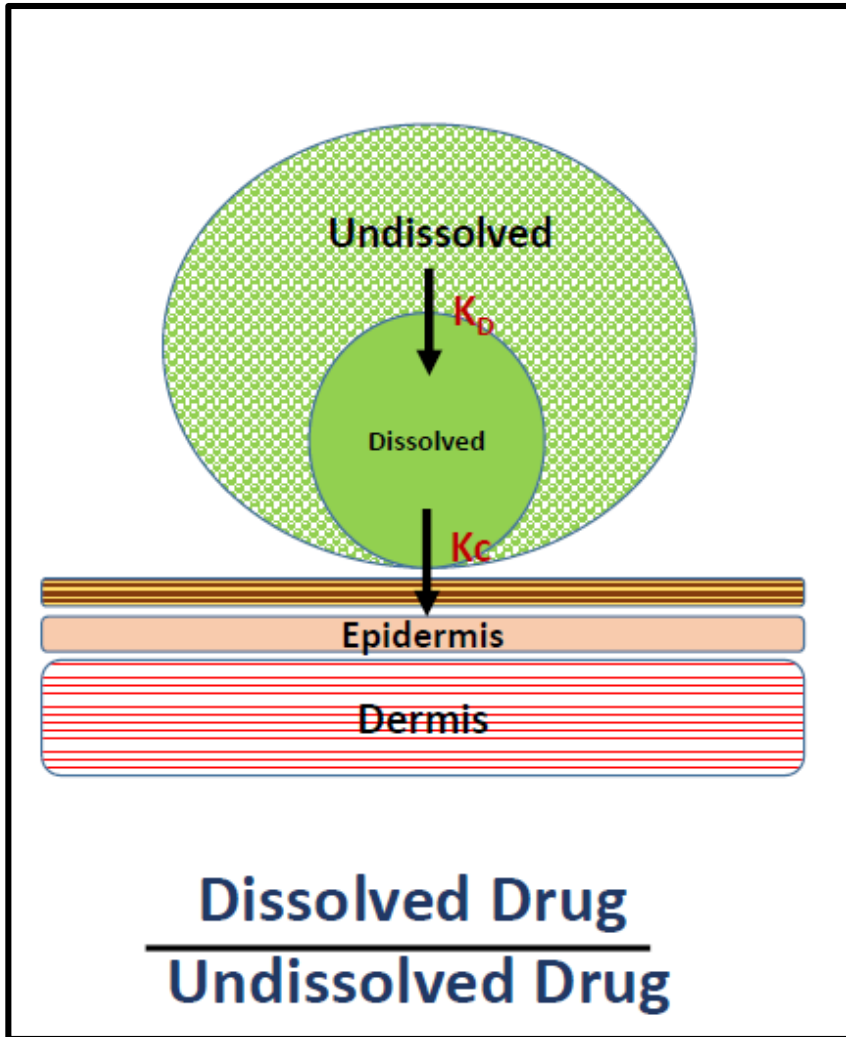 Undissolved
KD
Dissolved
Kc
Epidermis
Dermis
Dissolved Drug
Undissolved Drug